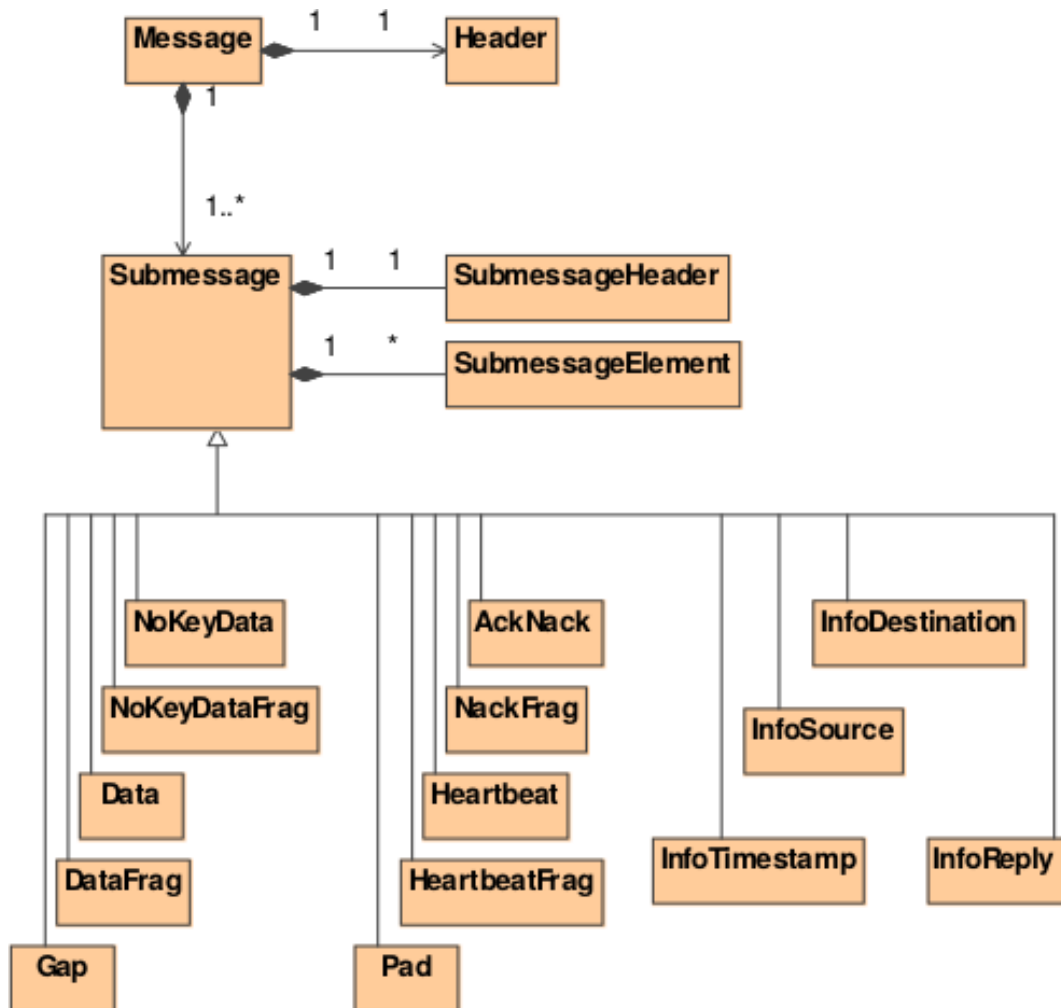 Message
1
1
Header
1
1..*
Submessage
1
1
SubmessageHeader
1
*
SubmessageElement
NoKeyData
AckNack
InfoDestination
NoKeyDataFrag
NackFrag
InfoSource
Data
Heartbeat
InfoTimestamp
InfoReply
DataFrag
HeartbeatFrag
Gap
Pad